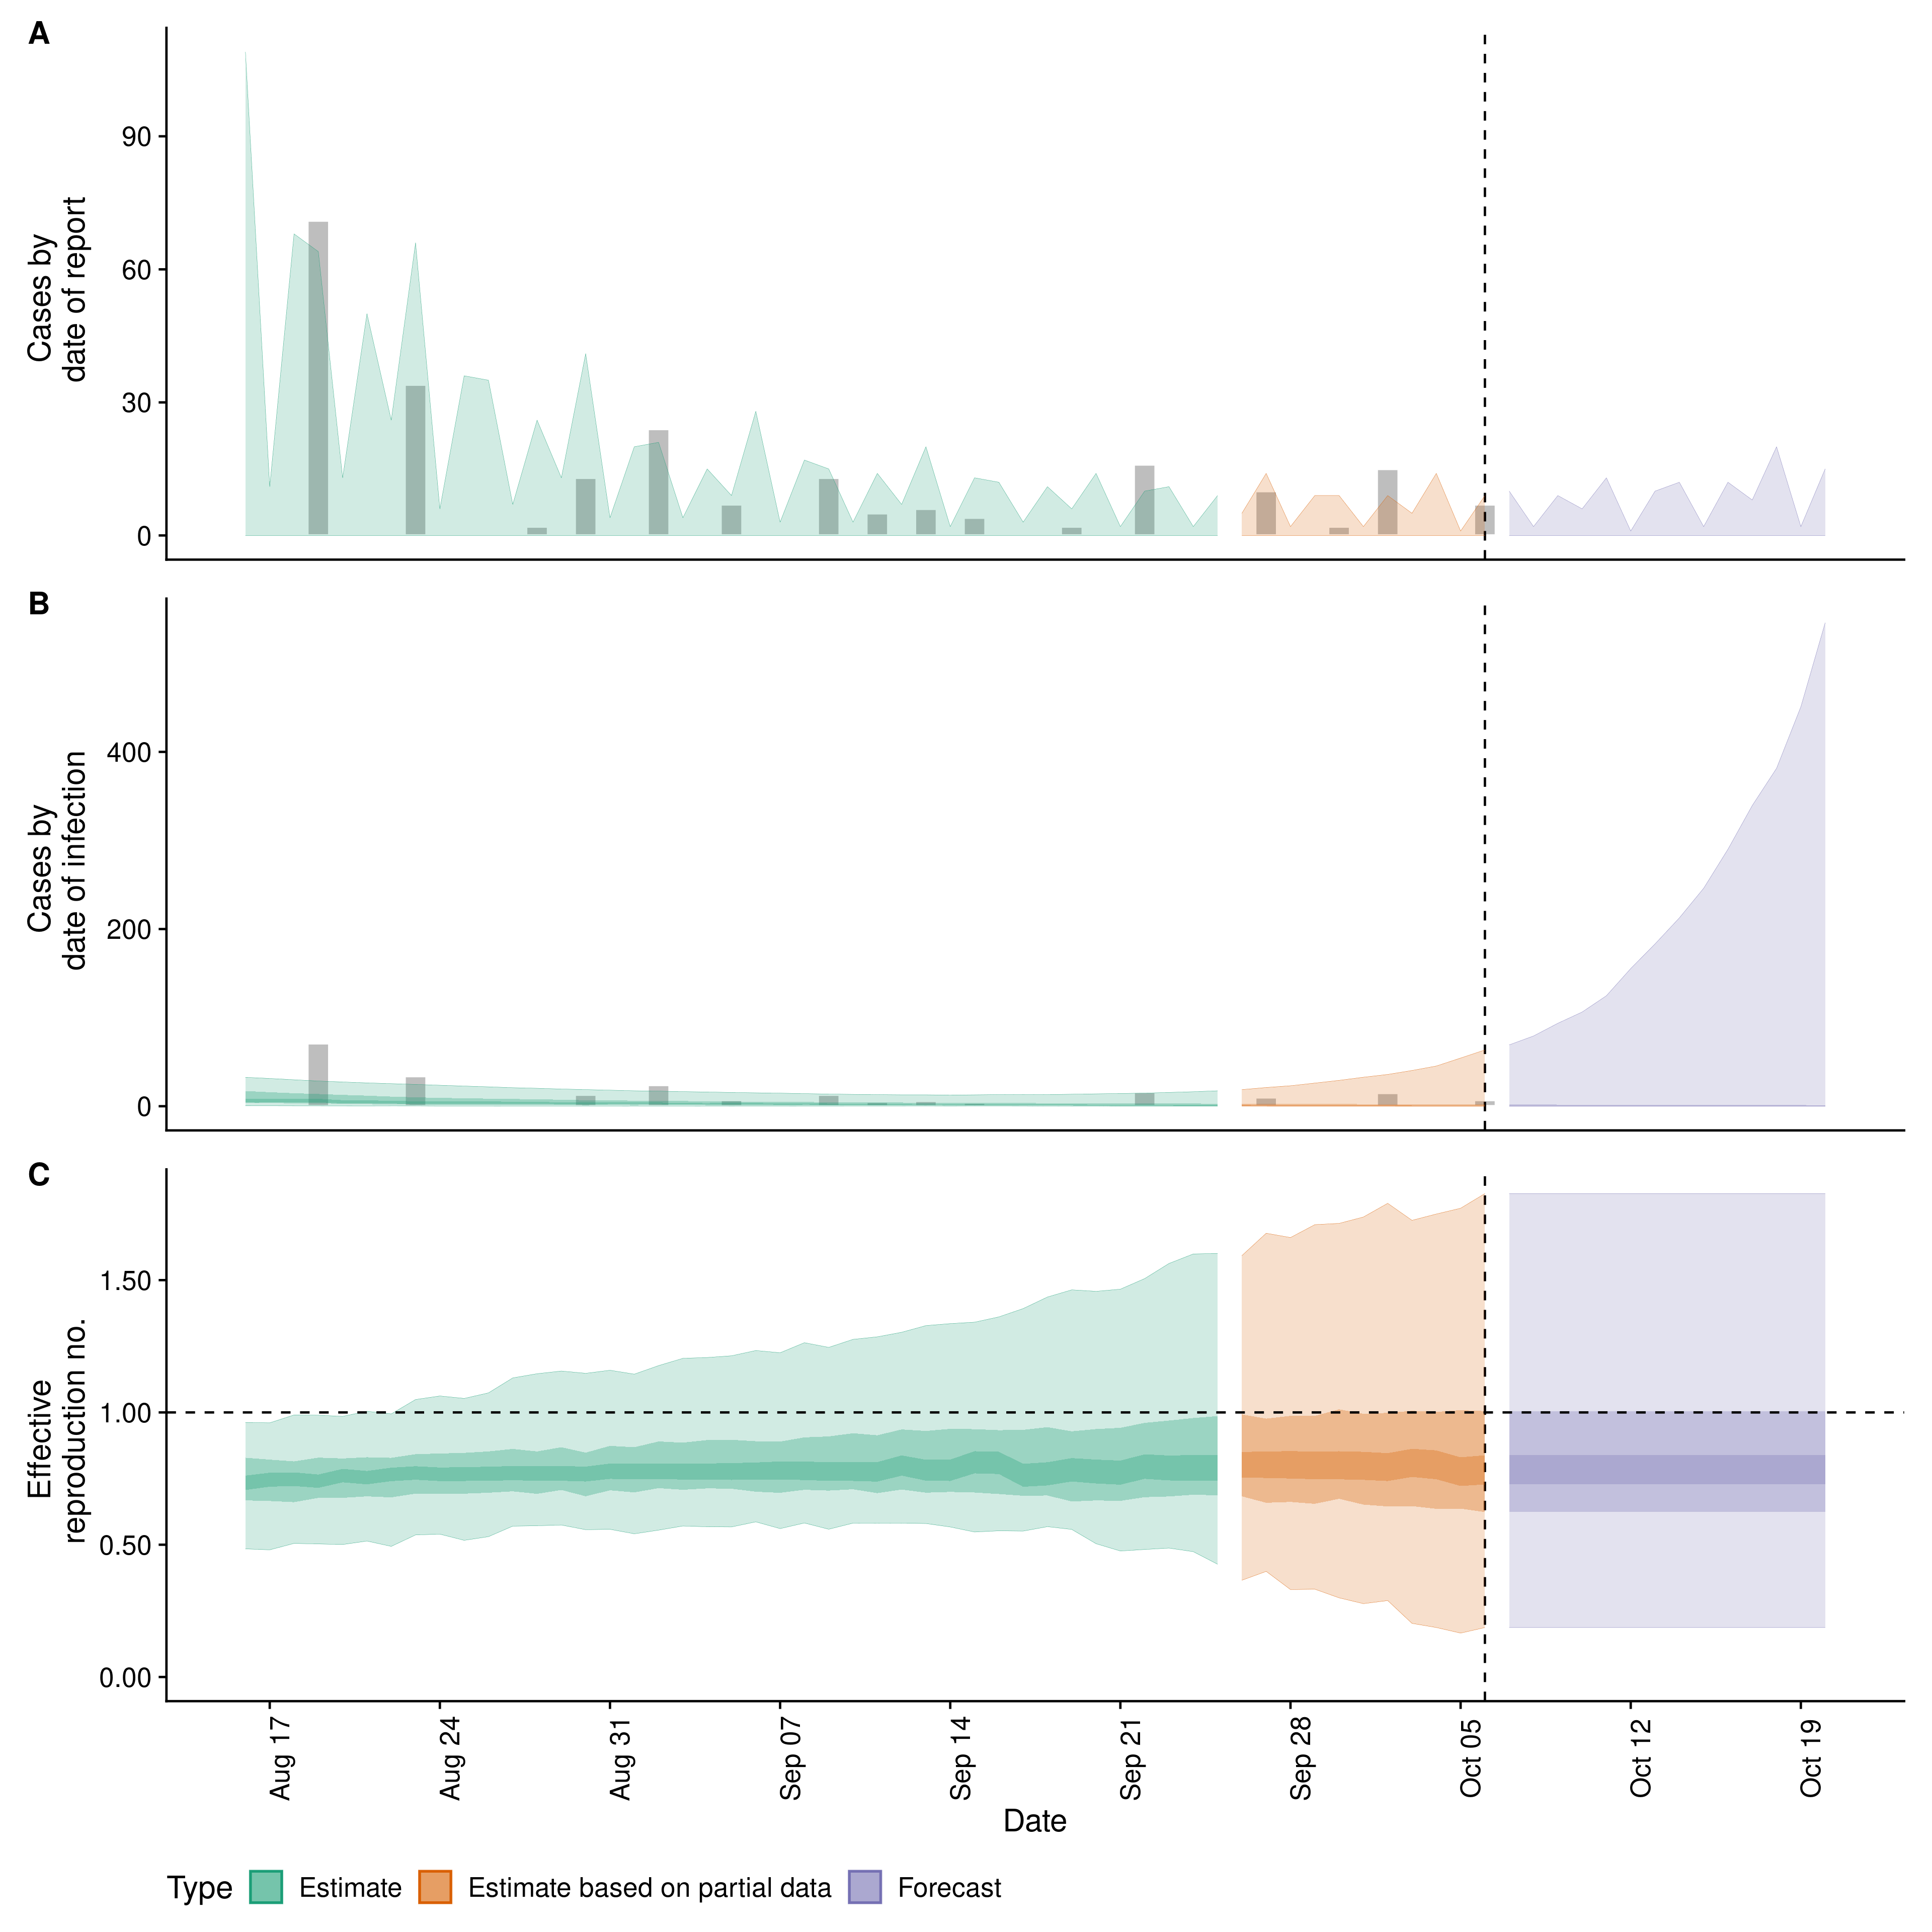 A
Cases by
date of report
90
60
30
0
B
Cases by
date of infection
400
200
0
C
Effective
reproduction no.
1.50
1.00
0.50
0.00
Aug 17
Aug 24
Aug 31
Sep 07
Sep 14
Sep 21
Sep 28
Oct 05
Oct 12
Oct 19
Date
Type Estimate Estimate based on partial data Forecast